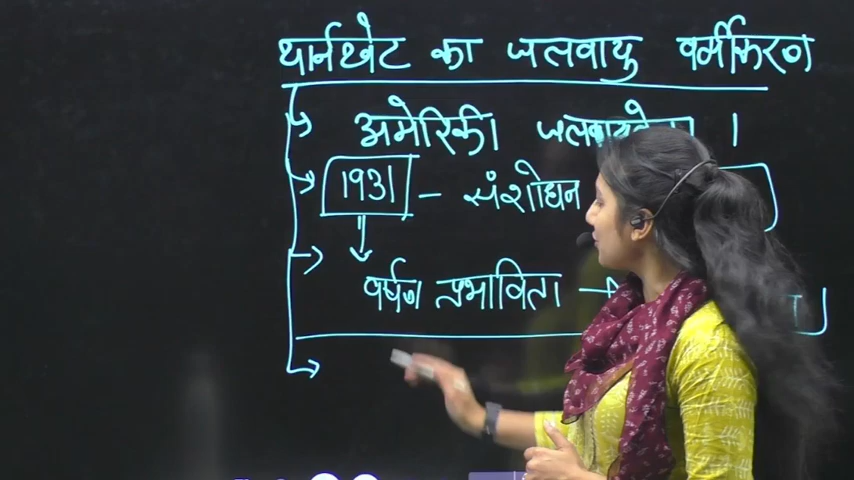 थार्नथ्वेट का जलवायु वर्गीकरण
अमेरिकी जलवायुवेत्ता ।
1931 - संशोधन
वर्षण प्रभाविता →